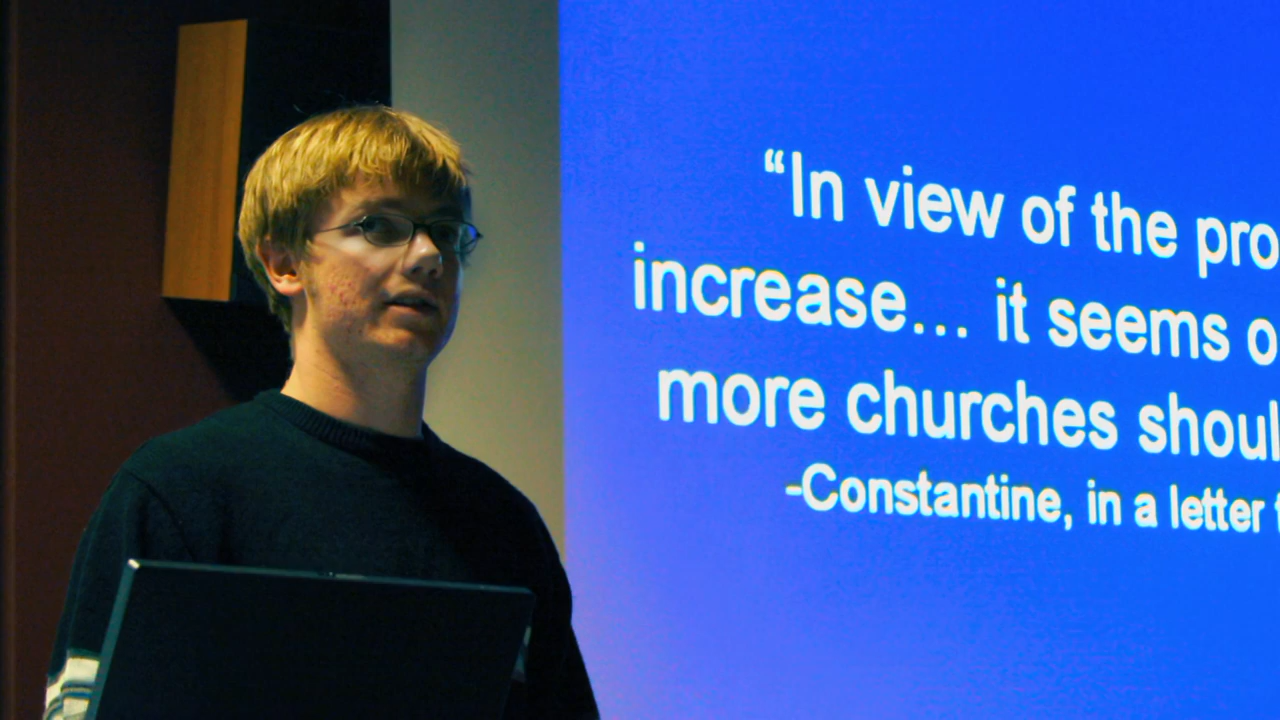 “In view of the pro
increase… it seems o
more churches shoul
-Constantine, in a letter